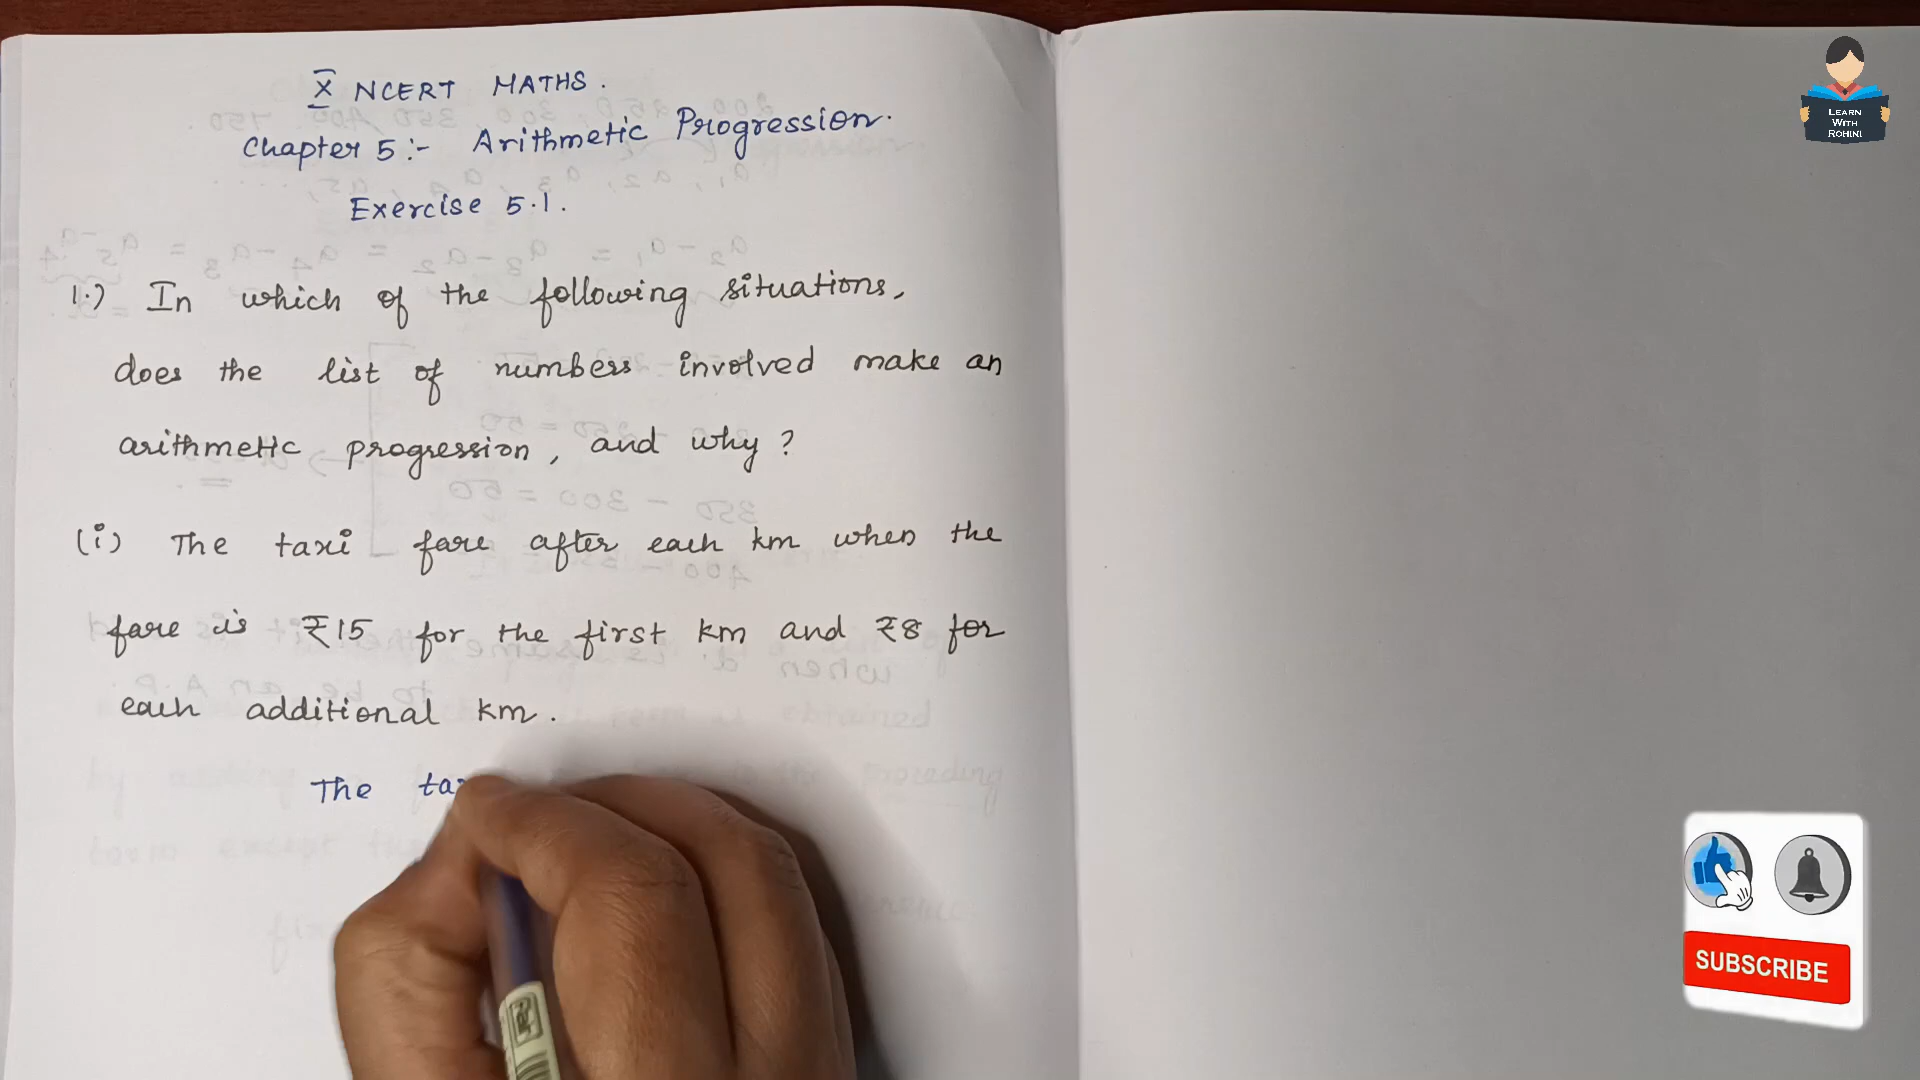 X NCERT MATHS.
Chapter 5:- Arithmetic Progression.
Exercise 5.1.
1.) In which of the following situations,
does the list of numbers involved make an
arithmetic progression, and why?
(i) The taxi fare after each km when the
fare is ₹15 for the first km and ₹8 for
each additional km.
The tax
LEARN
WITH
ROHINI
SUBSCRIBE